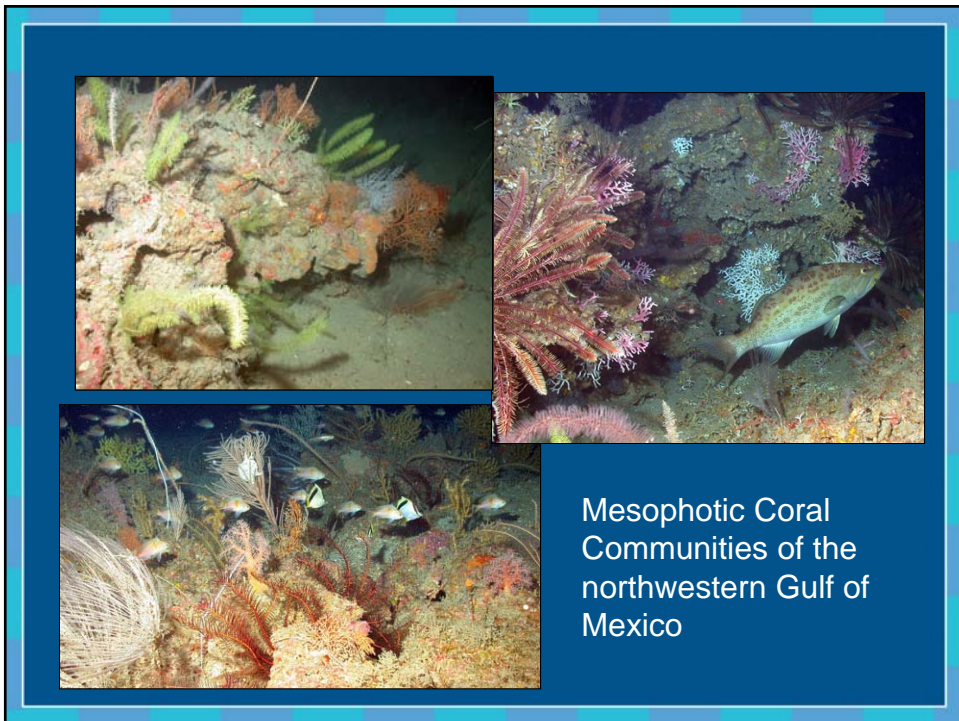 Mesophotic Coral
Communities of the
northwestern Gulf of
Mexico